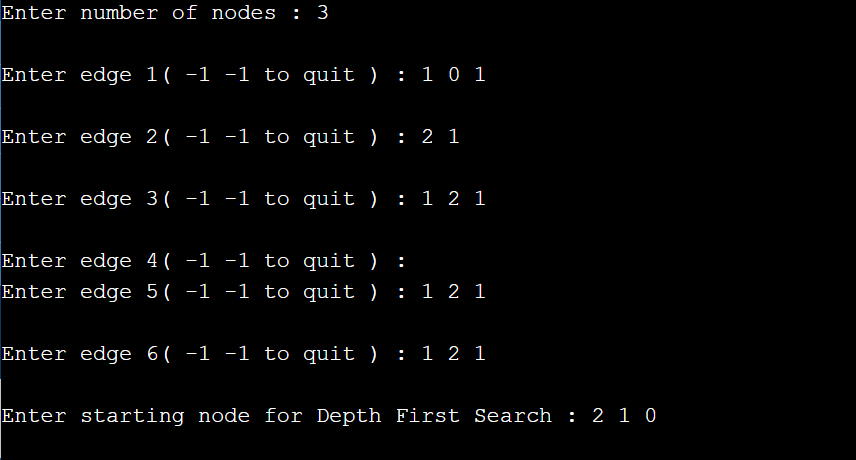 Enter number of nodes : 3
Enter edge 1( -1 -1 to quit ) : 1 0 1
Enter edge 2( -1 -1 to quit ) : 2 1
Enter edge 3( -1 -1 to quit ) : 1 2 1
Enter edge 4( -1 -1 to quit ) :
Enter edge 5( -1 -1 to quit ) : 1 2 1
Enter edge 6( -1 -1 to quit ) : 1 2 1
Enter starting node for Depth First Search : 2 1 0